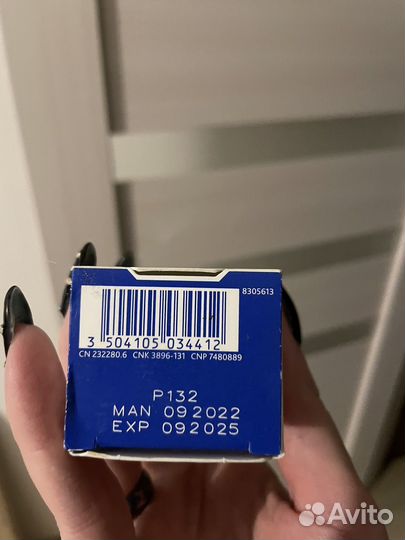 8305613
3 504105 034412
CN 232280.6 CNK 3896-131 CNP 7480889
P132
MAN 092022
EXP 092025
Avito